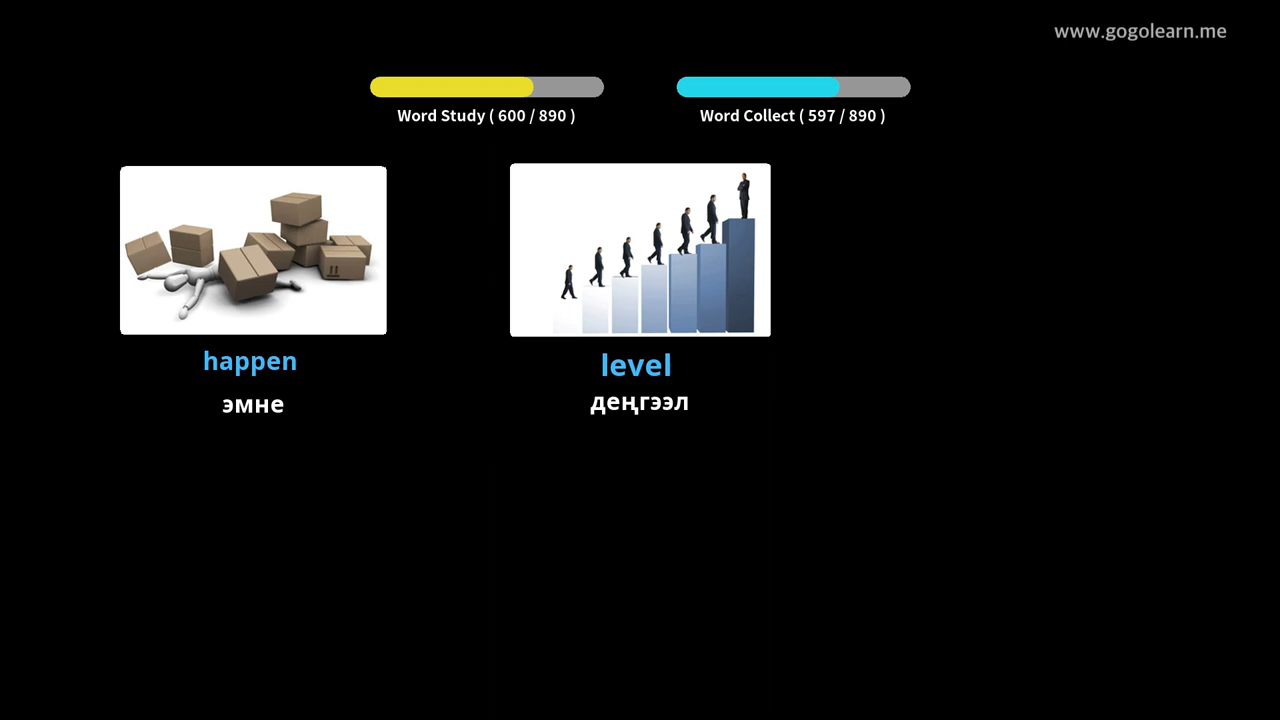 www.gogolearn.me
Word Study ( 600 / 890 )
Word Collect ( 597 / 890 )
happen
эмне
level
деңгээл